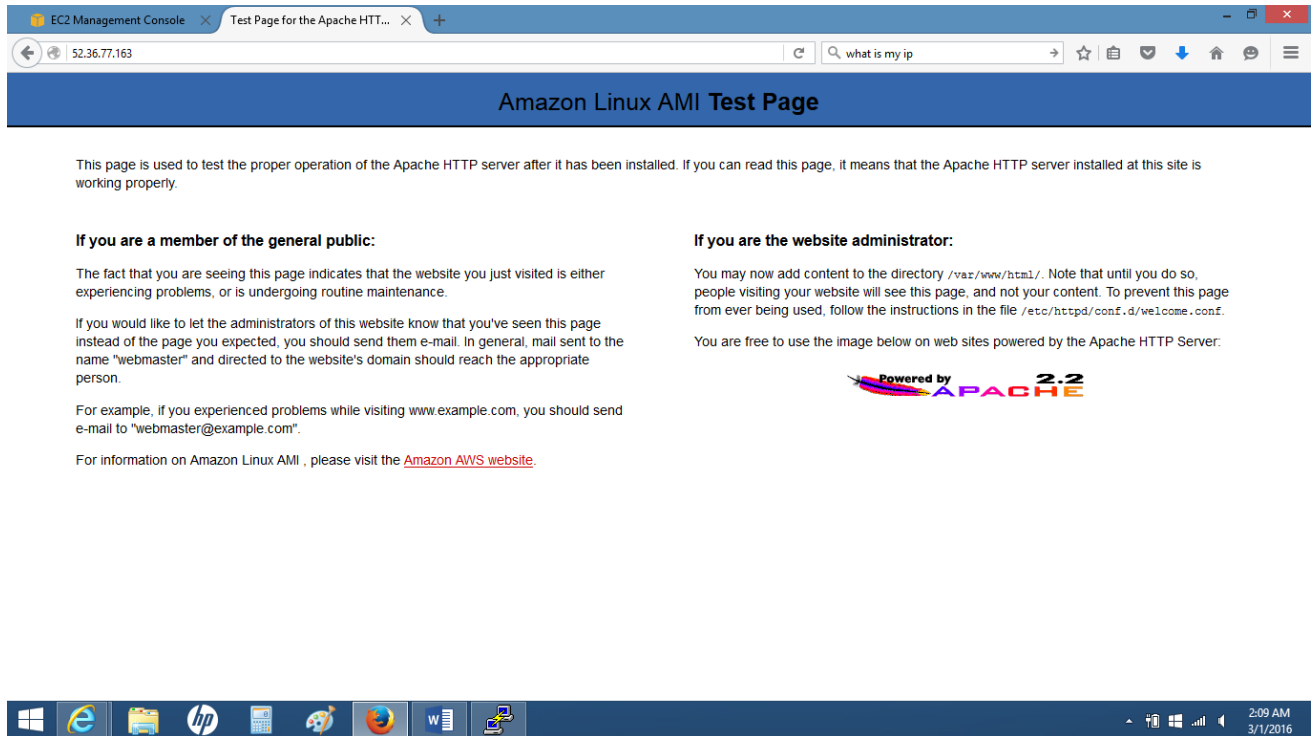 EC2 Management Console
Test Page for the Apache HTT...
52.36.77.163
what is my ip
Amazon Linux AMI Test Page
This page is used to test the proper operation of the Apache HTTP server after it has been installed. If you can read this page, it means that the Apache HTTP server installed at this site is
working properly.
If you are a member of the general public:
The fact that you are seeing this page indicates that the website you just visited is either
experiencing problems, or is undergoing routine maintenance.
If you would like to let the administrators of this website know that you've seen this page
instead of the page you expected, you should send them e-mail. In general, mail sent to the
name "webmaster" and directed to the website's domain should reach the appropriate
person.
For example, if you experienced problems while visiting www.example.com, you should send
e-mail to "webmaster@example.com".
For information on Amazon Linux AMI , please visit the Amazon AWS website.
If you are the website administrator:
You may now add content to the directory /var/www/html/. Note that until you do so,
people visiting your website will see this page, and not your content. To prevent this page
from ever being used, follow the instructions in the file /etc/httpd/conf.d/welcome.conf.
You are free to use the image below on web sites powered by the Apache HTTP Server:
Powered by 2.2
APACHE
hp
W
2:09 AM
3/1/2016